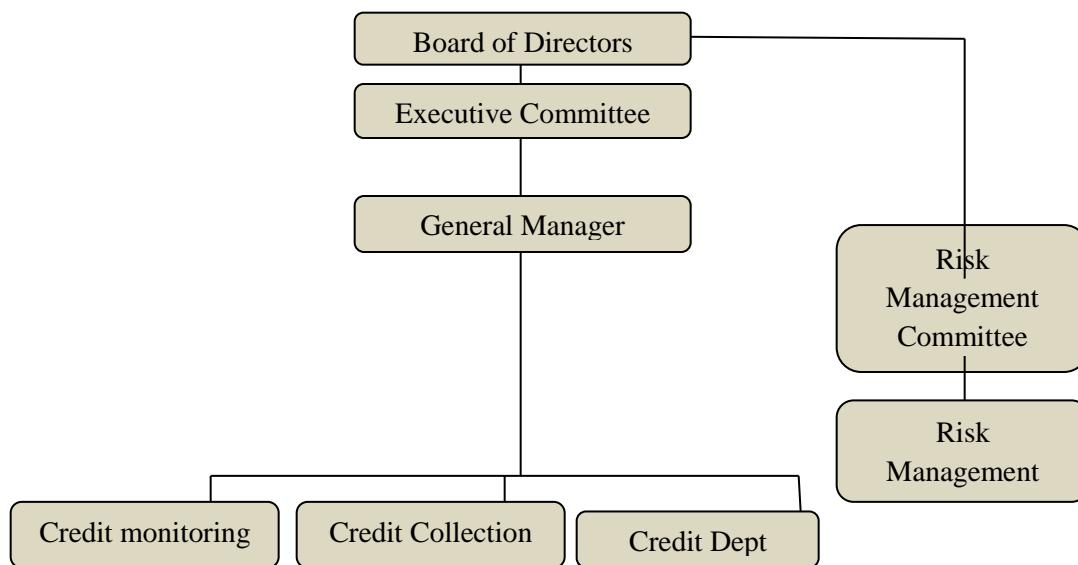 Board of Directors
Executive Committee
General Manager
Risk
Management
Committee
Risk
Management
Credit monitoring
Credit Collection
Credit Dept